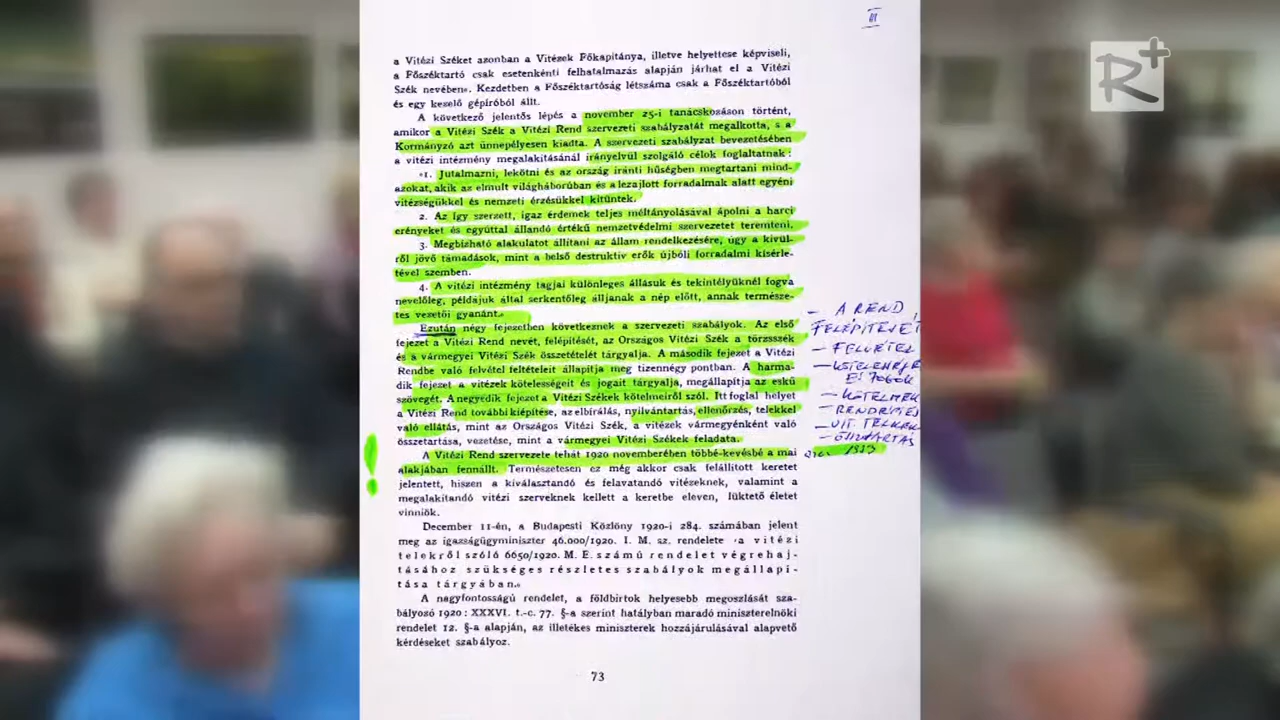 III
R+
a Vitézi Széket azonban a Vitézek Főkapitánya, illetve helyettese képviseli,
a Főszéktartó csak esetenkénti felhatalmazás alapján járhat el a Vitézi
Szék nevében«. Kezdetben a Főszéktartóság létszáma csak a Főszéktartóból
és egy kezelő gépíróból állt.
A következő jelentős lépés a november 25-i tanácskozáson történt,
amikor a Vitézi Szék a Vitézi Rend szervezeti szabályzatát megalkotta, s a
Kormányzó azt ünnepélyesen kiadta. A szervezeti szabályzat bevezetésében
a vitézi intézmény megalakításánál irányelvül szolgáló célok foglaltatnak:
»1. Jutalmazni, lekötni és az ország iránti hűségben megtartani mind-
azokat, akik az elmult világháborúban és a lezajlott forradalmak alatt egyéni
vitézségükkel és nemzeti érzésükkel kitüntek.
2. Az így szerzett, igaz érdemek teljes méltányolásával ápolni a harci
erényeket és egyúttal állandó értékű nemzetvédelmi szervezetet teremteni.
3. Megbízható alakulatot állítani az állam rendelkezésére, úgy a kívül-
ről jövő támadások, mint a belső destruktiv erők újbóli forradalmi kísérle-
tével szemben.
4. A vitézi intézmény tagjai különleges állásuk és tekintélyüknél fogva
nevelőleg, példájuk által serkentőleg álljanak a nép előtt, annak természe-
tes vezetői gyanánt.«
Ezután négy fejezetben következnek a szervezeti szabályok. Az első
fejezet a Vitézi Rend nevét, felépítését, az Országos Vitézi Szék a törzsszék
és a vármegyei Vitézi Szék összetételét tárgyalja. A második fejezet a Vitézi
Rendbe való felvétel feltételeit állapítja meg tizennégy pontban. A harma-
dik fejezet a vitézek kötelességeit és jogait tárgyalja, megállapítja az eskü
szövegét. A negyedik fejezet a Vitézi Székek kötelmeiről szól. Itt foglal helyet
a Vitézi Rend további kiépítése, az elbírálás, nyilvántartás, ellenőrzés, telekkel
való ellátás, mint az Országos Vitézi Szék, a vitézek vármegyénként való
összetartása, vezetése, mint a vármegyei Vitézi Székek feladata.
A Vitézi Rend szervezete tehát 1920 novemberében többé-kevésbé a mai
alakjában fennállt. Természetesen ez még akkor csak felállított keretet
jelentett, hiszen a kiválasztandó és felavatandó vitézeknek, valamint a
megalakítandó vitézi szerveknek kellett a keretbe eleven, lüktető életet
vinniök.
December 11-én, a Budapesti Közlöny 1920-i 284. számában jelent
meg az igazságügyminiszter 46.000/1920. I. M. sz. rendelete »a vitézi
telekről szóló 6650/1920. M. E. számú rendelet végrehaj-
tásához szükséges részletes szabályok megállapí-
tása tárgyában.«
A nagyfontosságú rendelet, a földbirtok helyesebb megoszlását sza-
bályozó 1920 : XXXVI. t.-c. 77. §-a szerint hatályban maradó miniszterelnöki
rendelet 12. §-a alapján, az illetékes miniszterek hozzájárulásával alapvető
kérdéseket szabályoz.
73
- A REND
FELÉPÍTÉSÉT
- FELVÉTEL
ÉS JOGOK
- KÖTELMEK
- VIT. TELKEK